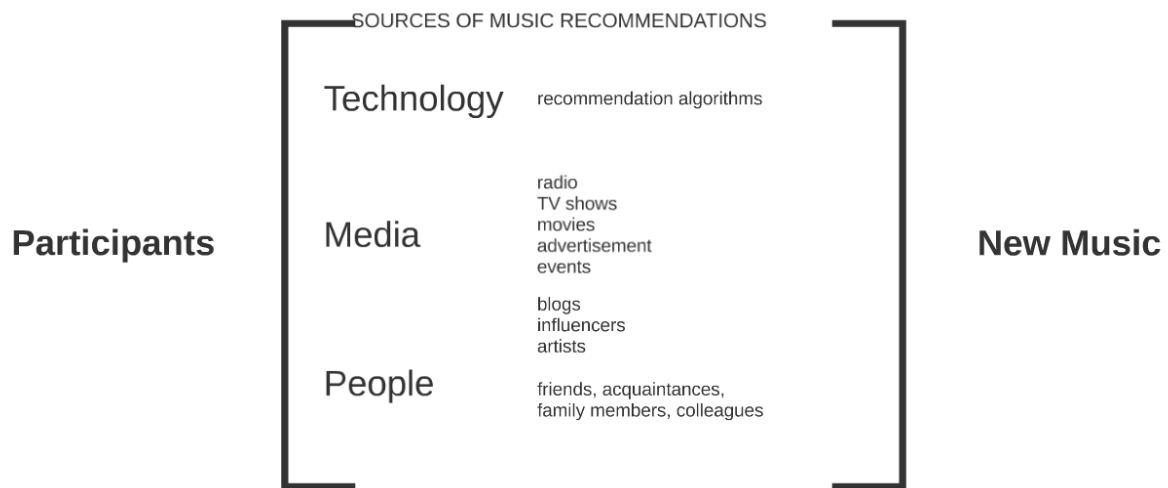 SOURCES OF MUSIC RECOMMENDATIONS
Technology
recommendation algorithms
Participants
Media
radio
TV shows
movies
advertisement
events
blogs
influencers
artists
People
friends, acquaintances,
family members, colleagues
New Music